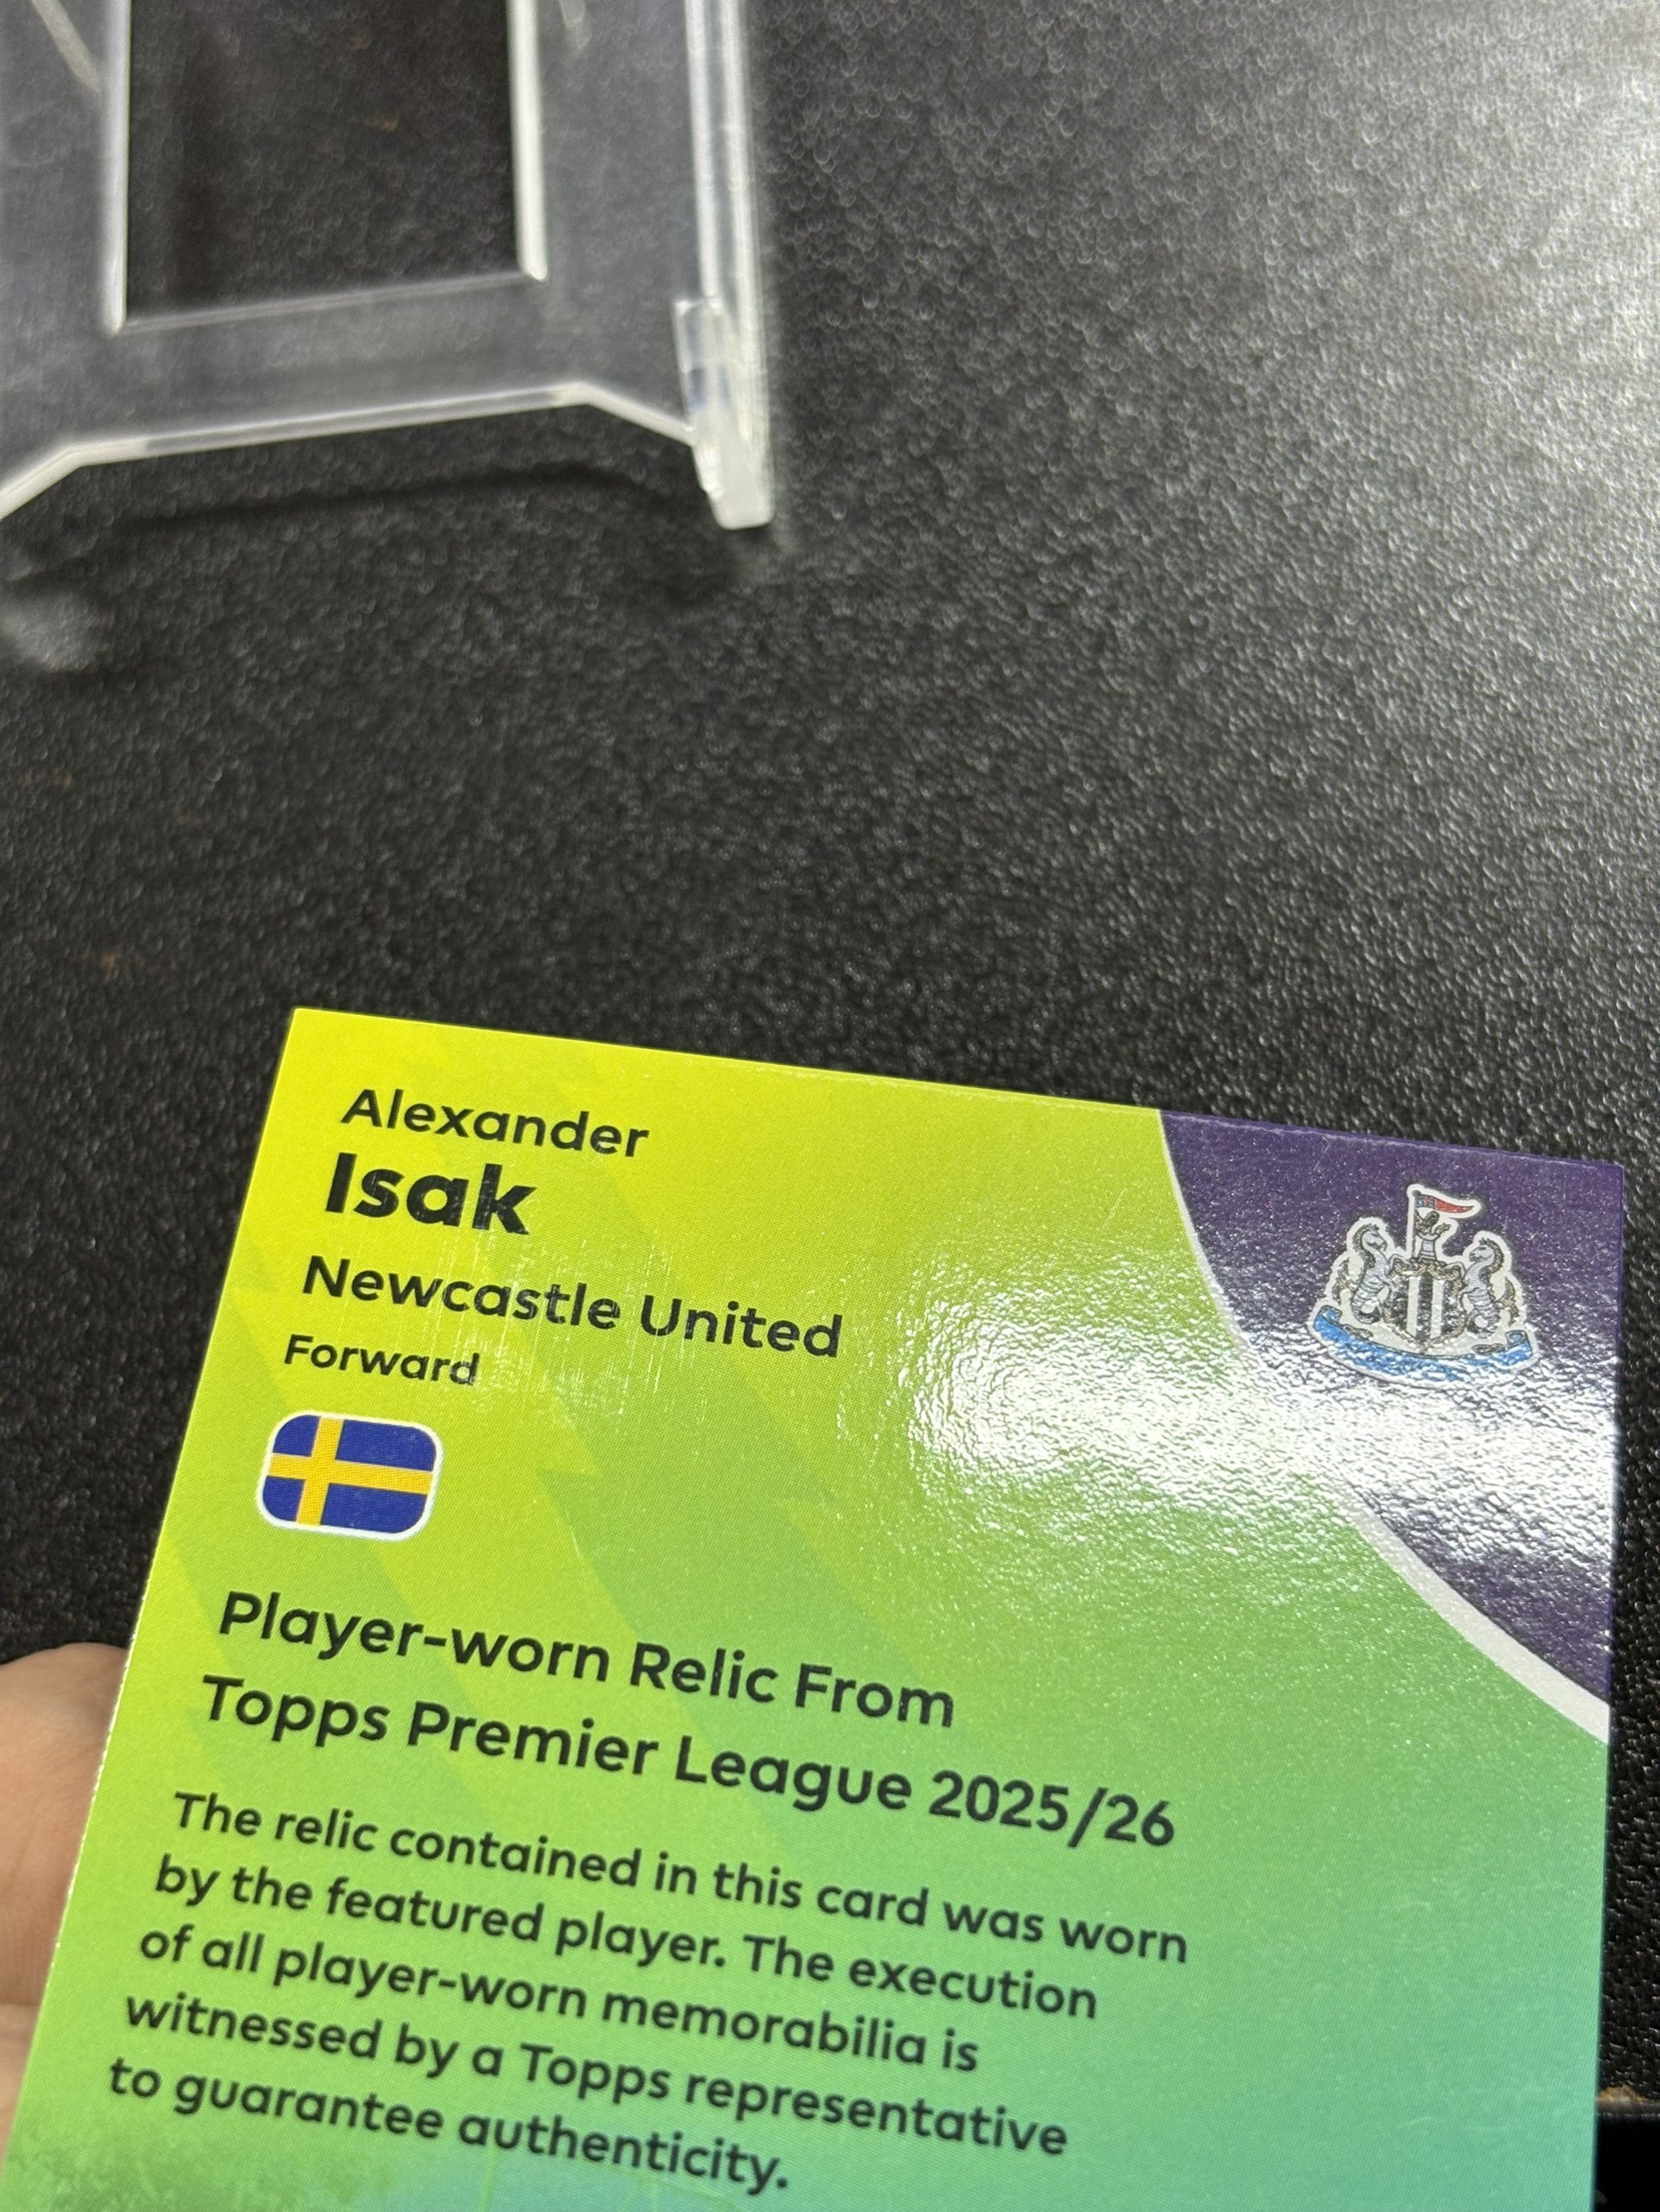 Alexander
Isak
Newcastle United
Forward
Player-worn Relic From
Topps Premier League 2025/26
The relic contained in this card was worn
by the featured player. The execution
of all player-worn memorabilia is
witnessed by a Topps representative
to guarantee authenticity.